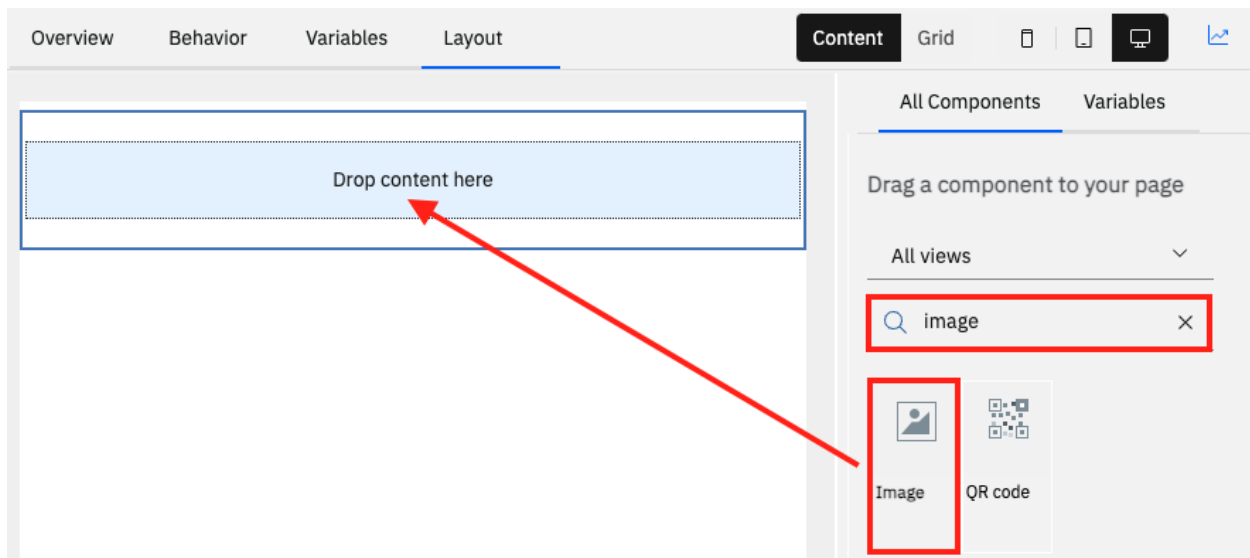 Overview Behavior Variables Layout Content Grid
All Components Variables
Drop content here
Drag a component to your page
All views
image
Image QR code